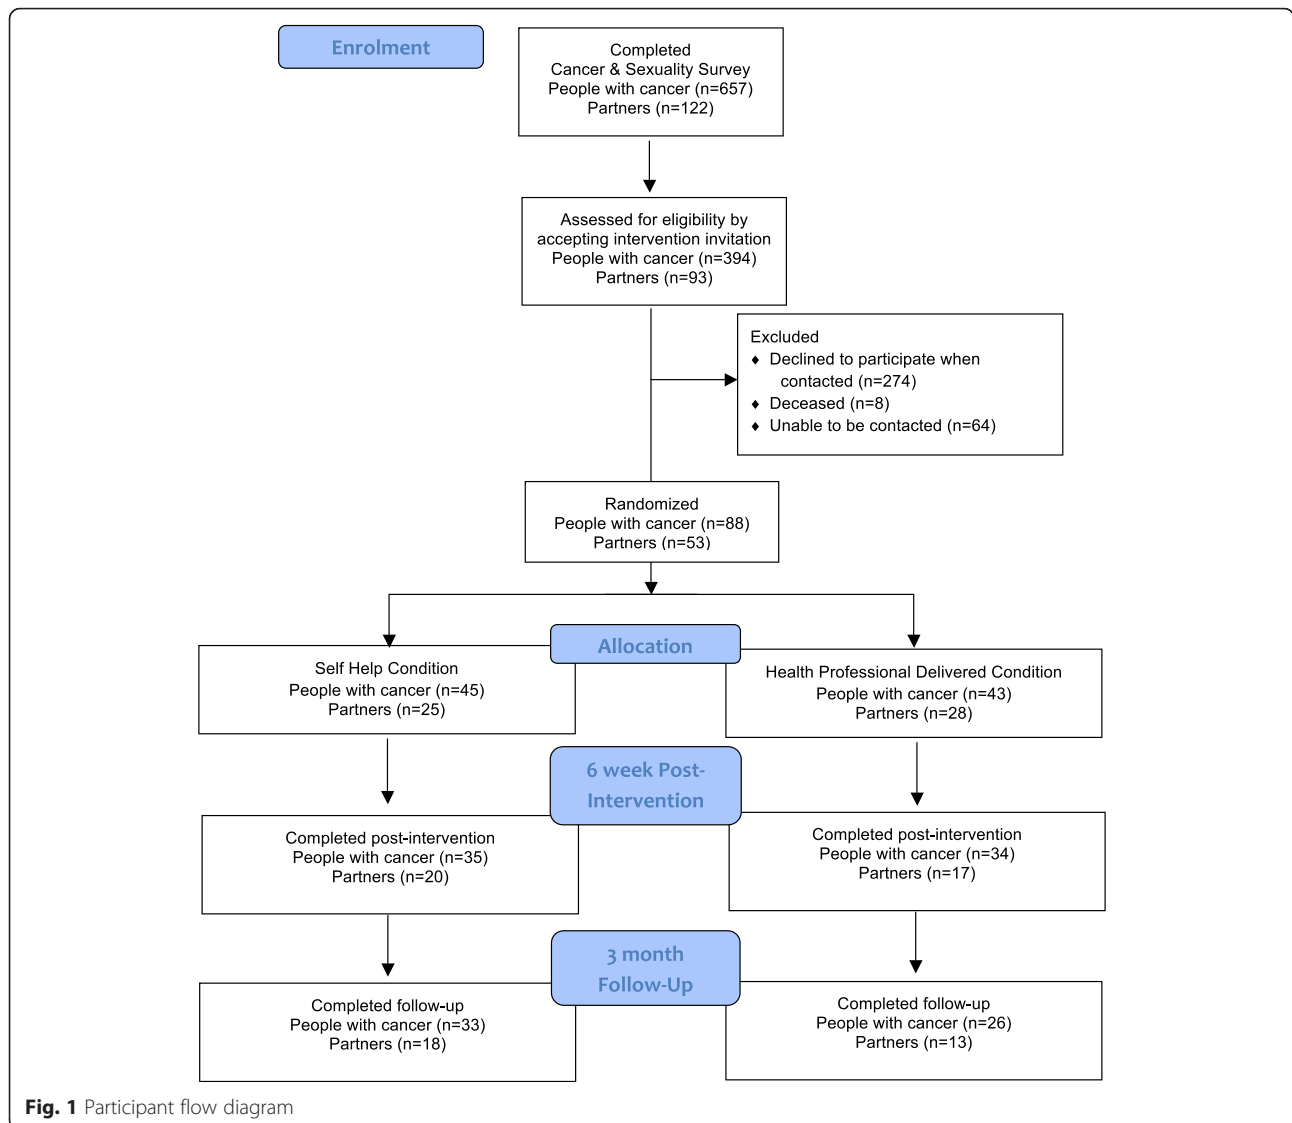 Enrolment
Completed
Cancer & Sexuality Survey
People with cancer (n=657)
Partners (n=122)
Assessed for eligibility by
accepting intervention invitation
People with cancer (n=394)
Partners (n=93)
Excluded
♦ Declined to participate when
contacted (n=274)
♦ Deceased (n=8)
♦ Unable to be contacted (n=64)
Randomized
People with cancer (n=88)
Partners (n=53)
Allocation
Self Help Condition
People with cancer (n=45)
Partners (n=25)
Health Professional Delivered Condition
People with cancer (n=43)
Partners (n=28)
6 week Post-
Intervention
Completed post-intervention
People with cancer (n=35)
Partners (n=20)
Completed post-intervention
People with cancer (n=34)
Partners (n=17)
3 month
Follow-Up
Completed follow-up
People with cancer (n=33)
Partners (n=18)
Completed follow-up
People with cancer (n=26)
Partners (n=13)
Fig. 1 Participant flow diagram